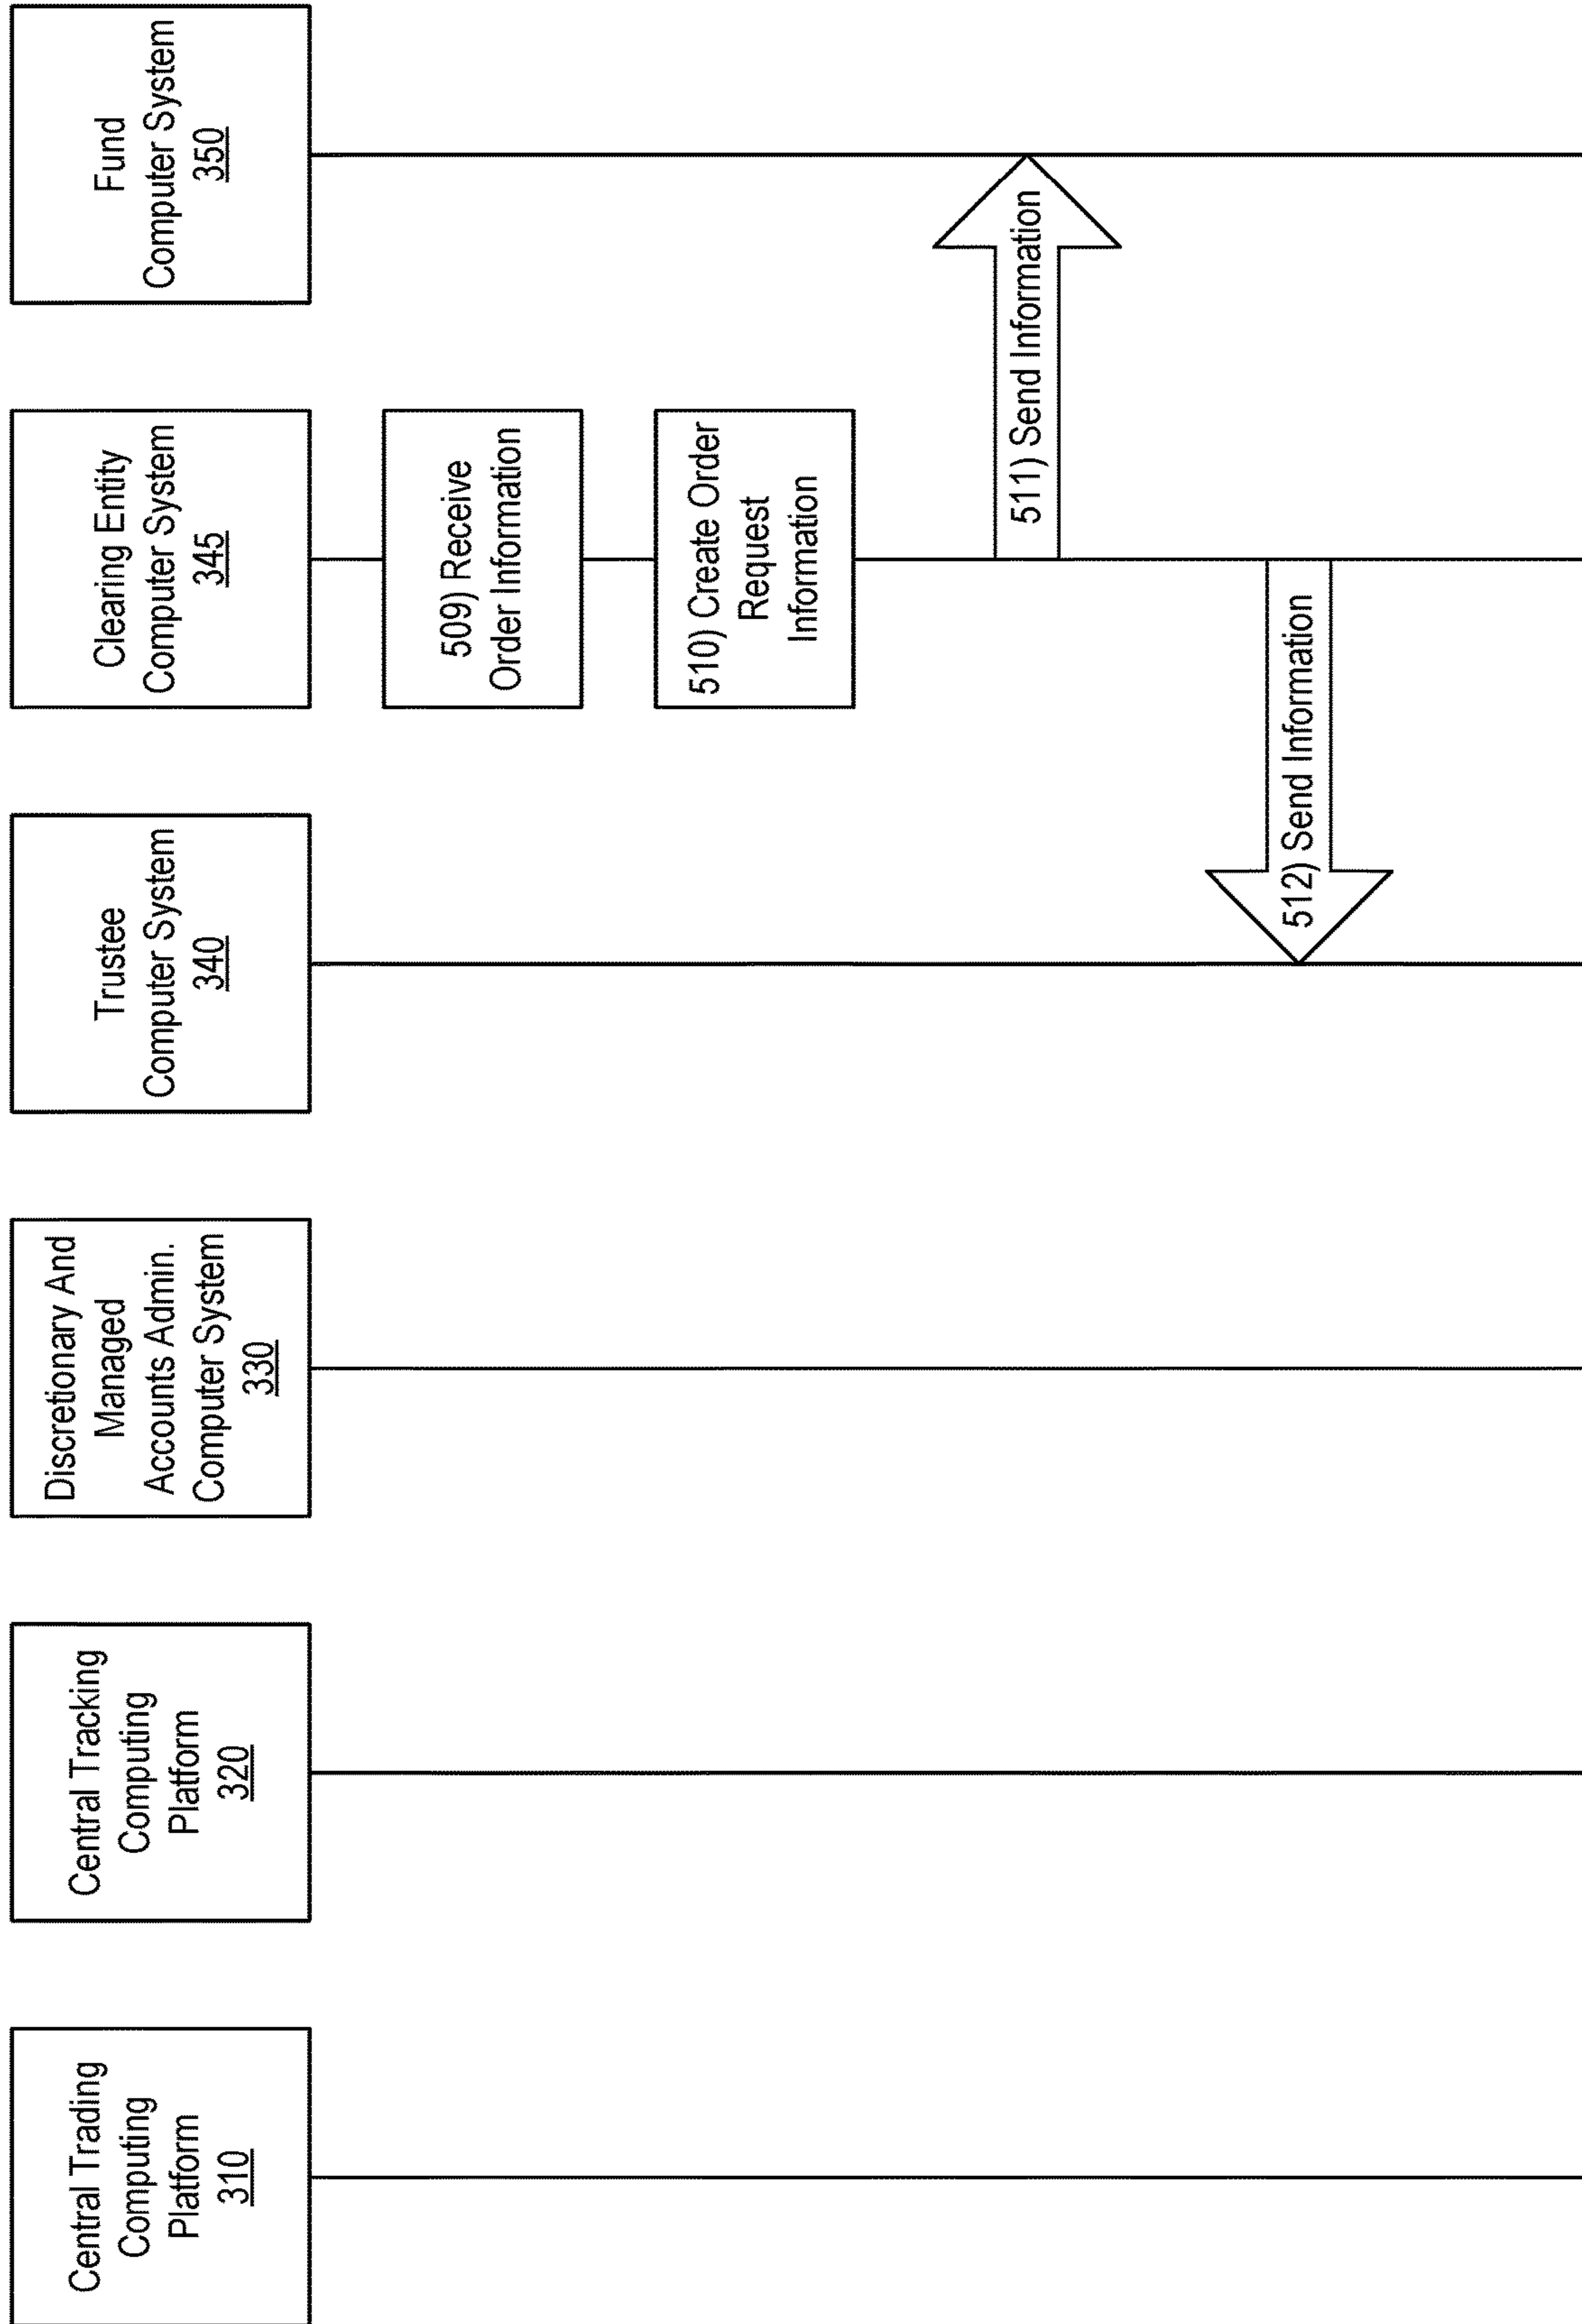 Central Trading
Computing
Platform
310
Central Tracking
Computing
Platform
320
Discretionary And
Managed
Accounts Admin.
Computer System
330
Trustee
Computer System
340
Clearing Entity
Computer System
345
Fund
Computer System
350
509) Receive
Order Information
510) Create Order
Request
Information
511) Send Information
512) Send Information